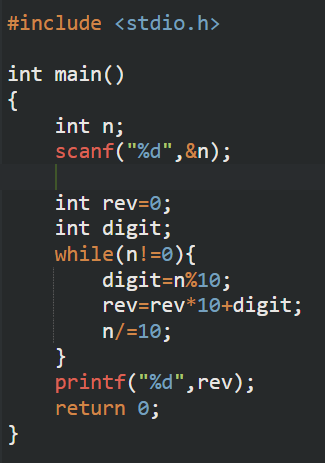 #include <stdio.h>

int main()
{
    int n;
    scanf("%d",&n);

    int rev=0;
    int digit;
    while(n!=0){
        digit=n%10;
        rev=rev*10+digit;
        n/=10;
    }
    printf("%d",rev);
    return 0;
}